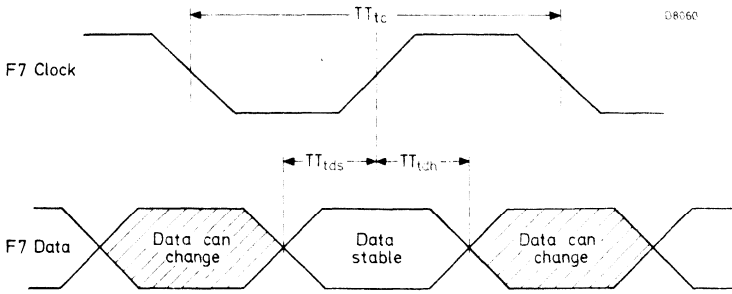 TTtc
D8060
F7 Clock
TTtds
TTtdh
F7 Data
Data can
change
Data
stable
Data can
change